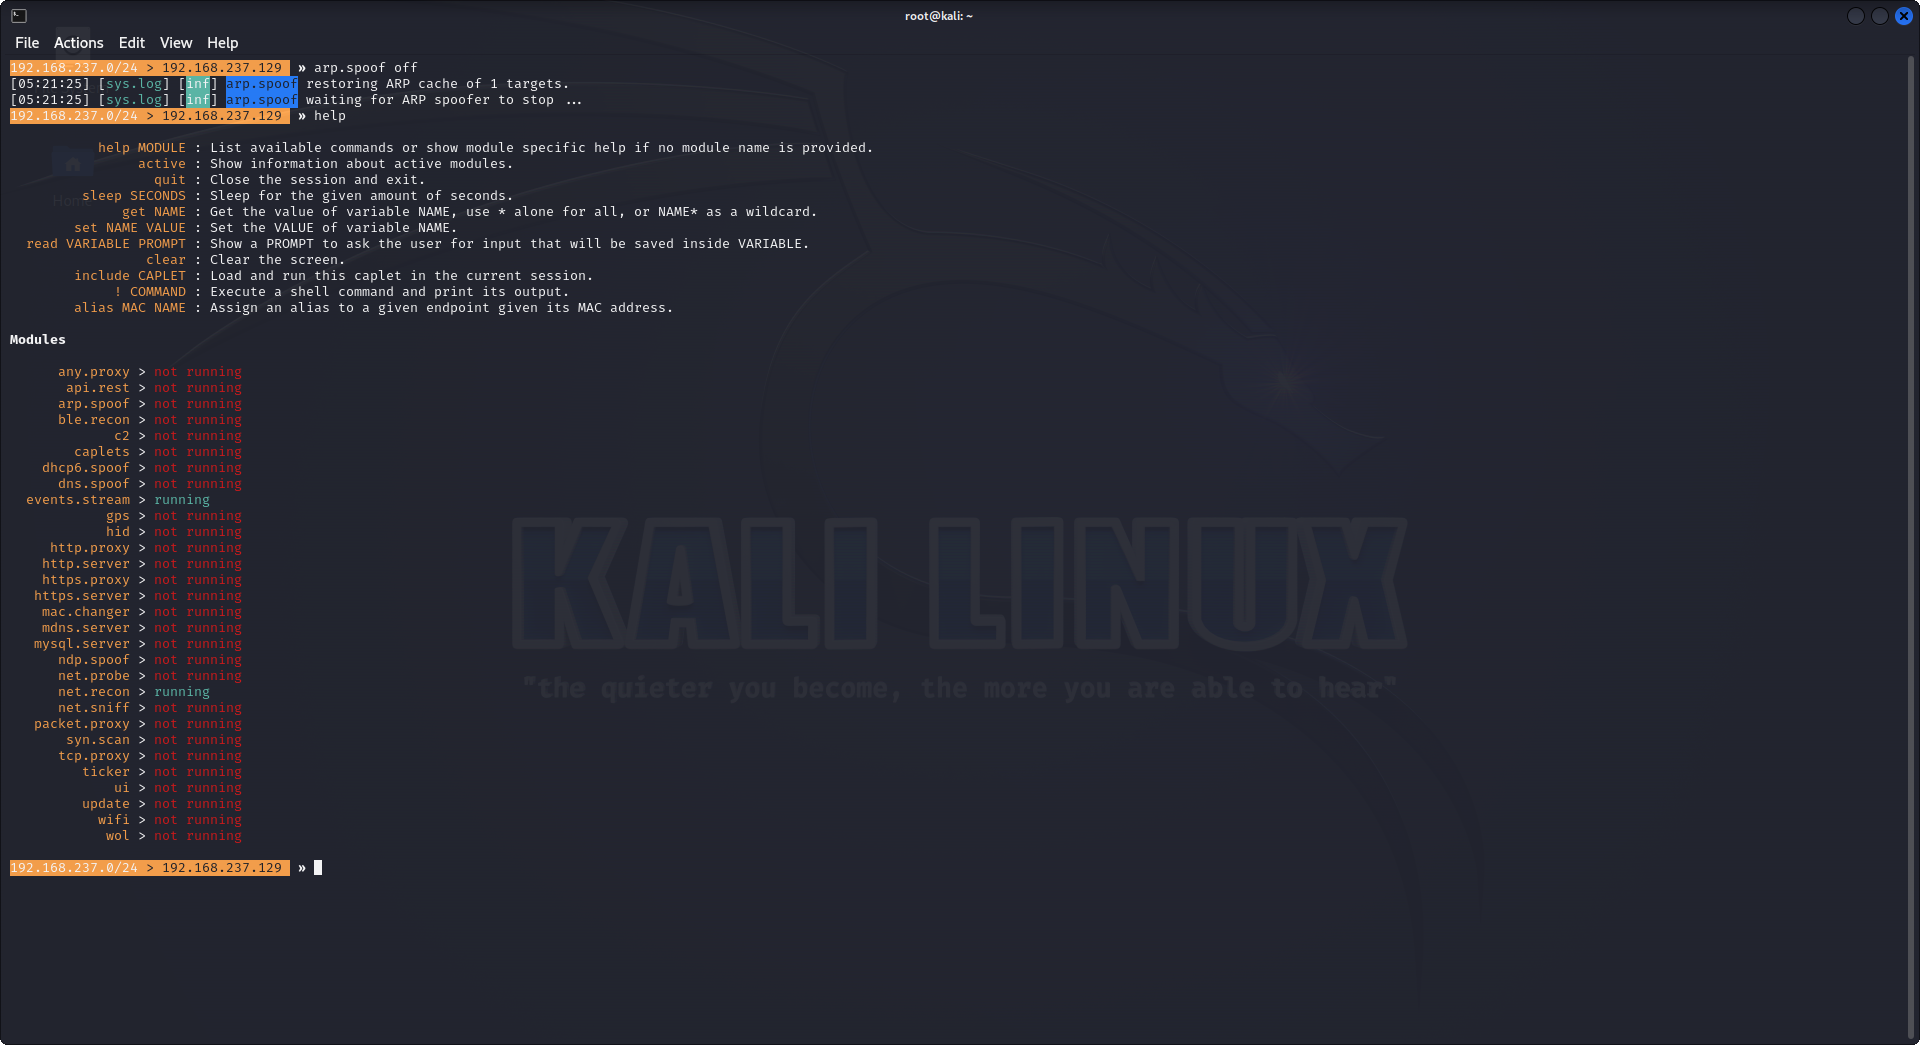 root@kali: ~
File Actions Edit View Help
192.168.237.0/24 > 192.168.237.129 » arp.spoof off
[05:21:25] [sys.log] [inf] arp.spoof restoring ARP cache of 1 targets.
[05:21:25] [sys.log] [inf] arp.spoof waiting for ARP spoofer to stop ...
192.168.237.0/24 > 192.168.237.129 » help
help MODULE : List available commands or show module specific help if no module name is provided.
active : Show information about active modules.
quit : Close the session and exit.
sleep SECONDS : Sleep for the given amount of seconds.
get NAME : Get the value of variable NAME, use * alone for all, or NAME* as a wildcard.
set NAME VALUE : Set the VALUE of variable NAME.
read VARIABLE PROMPT : Show a PROMPT to ask the user for input that will be saved inside VARIABLE.
clear : Clear the screen.
include CAPLET : Load and run this caplet in the current session.
! COMMAND : Execute a shell command and print its output.
alias MAC NAME : Assign an alias to a given endpoint given its MAC address.
Modules
any.proxy > not running
api.rest > not running
arp.spoof > not running
ble.recon > not running
c2 > not running
caplets > not running
dhcp6.spoof > not running
dns.spoof > not running
events.stream > running
gps > not running
hid > not running
http.proxy > not running
http.server > not running
https.proxy > not running
https.server > not running
mac.changer > not running
mdns.server > not running
mysql.server > not running
ndp.spoof > not running
net.probe > not running
net.recon > running
net.sniff > not running
packet.proxy > not running
syn.scan > not running
tcp.proxy > not running
ticker > not running
ui > not running
update > not running
wifi > not running
wol > not running
192.168.237.0/24 > 192.168.237.129 »
Home
KALI LINUX
"the quieter you become, the more you are able to hear"